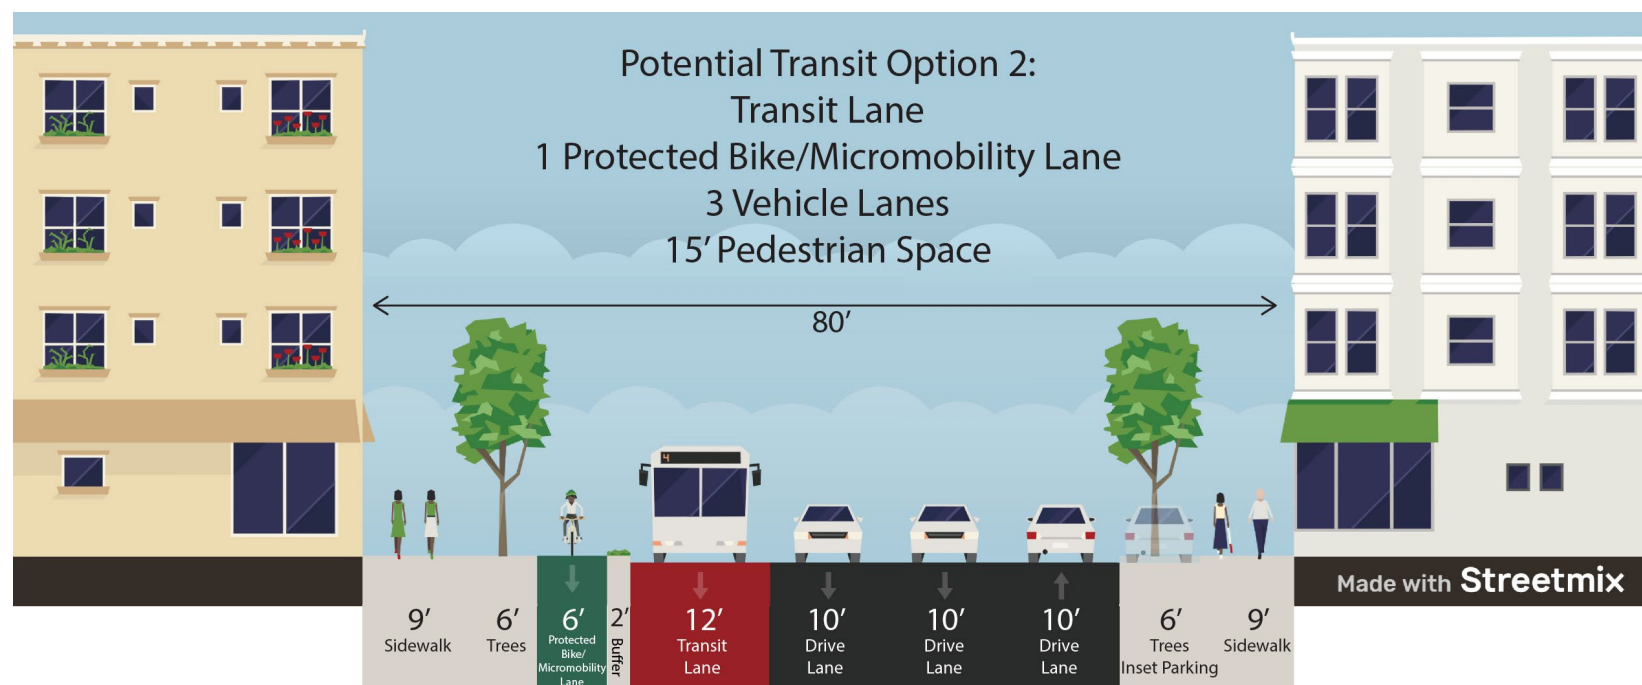 Potential Transit Option 2:
Transit Lane
1 Protected Bike/Micromobility Lane
3 Vehicle Lanes
15’ Pedestrian Space
80’
4
Made with Streetmix
9’
Sidewalk
6’
Trees
6’
Protected
Bike/
Micromobility
Lane
2’
Buffer
12’
Transit
Lane
10’
Drive
Lane
10’
Drive
Lane
10’
Drive
Lane
6’
Trees
Inset Parking
9’
Sidewalk